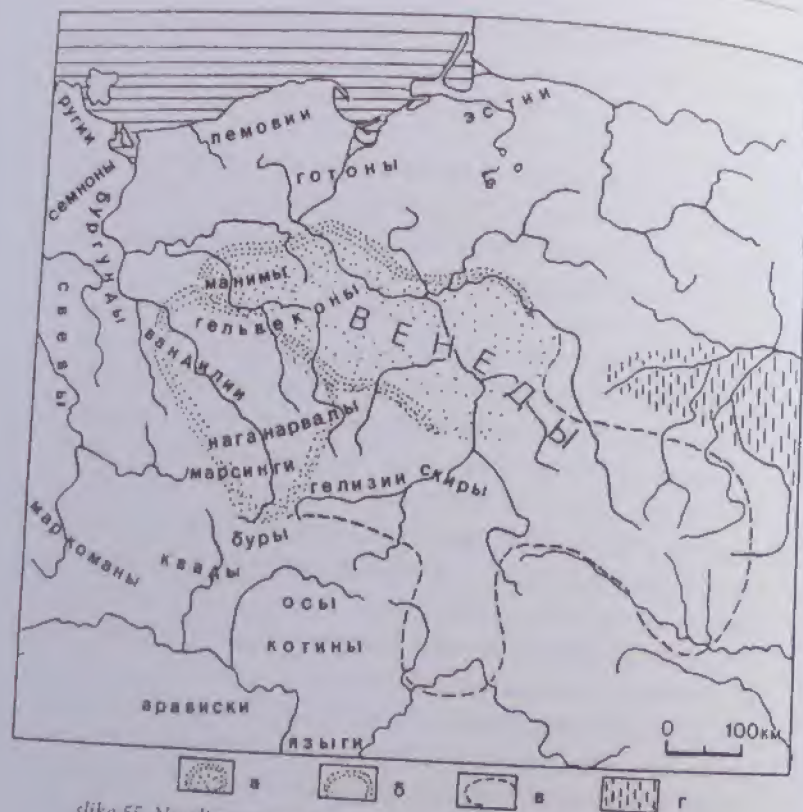 ругии
лемовии
эстии
готоны
семноны
бургунды
свевы
манимы
гельвеконы
ВЕНЕДЫ
вандилии
наганарвалы
марсинги
гелизии скиры
буры
маркоманы
квады
осы
котины
арависки
языги
0 100км
а б в г